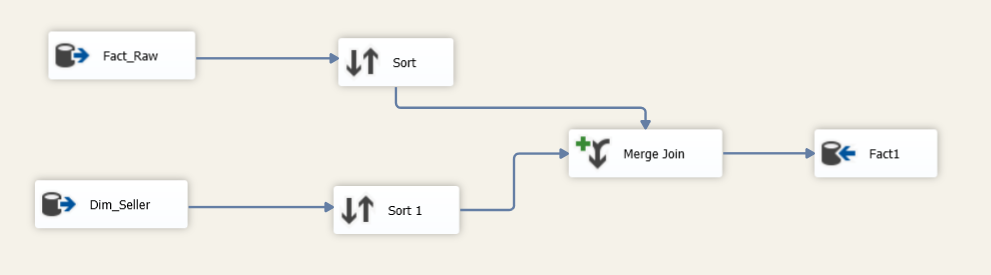 Fact_Raw
Sort
Merge Join
Fact1
Dim_Seller
Sort 1